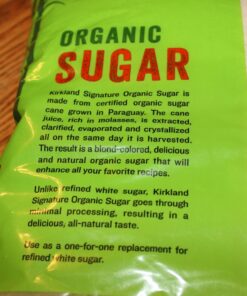 ORGANIC
SUGAR
Kirkland Signature Organic Sugar is
made from certified organic sugar
cane grown in Paraguay. The cane
juice, rich in molasses, is extracted,
clarified, evaporated and crystallized
all on the same day it is harvested.
The result is a blond-colored, delicious
and natural organic sugar that will
enhance all your favorite recipes.
Unlike refined white sugar, Kirkland
Signature Organic Sugar goes through
minimal processing, resulting in a
delicious, all-natural taste.
Use as a one-for-one replacement for
refined white sugar.